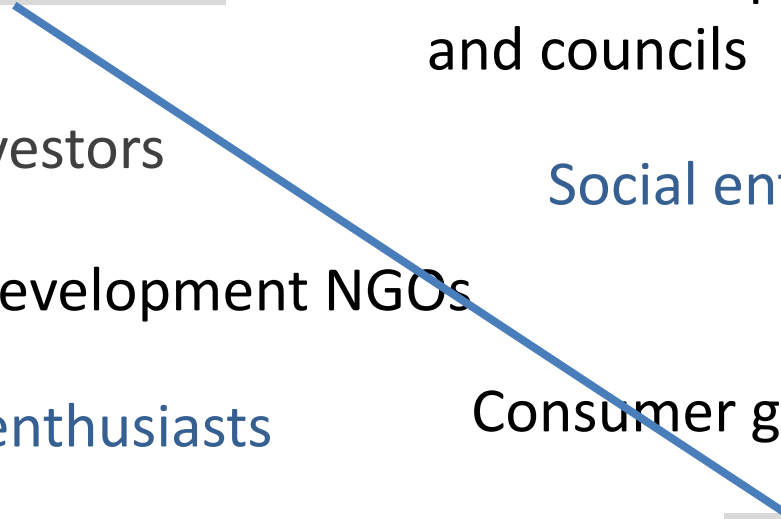 and councils
vestors
Social en
evelopment NGOs
Consumer g
enthusiasts